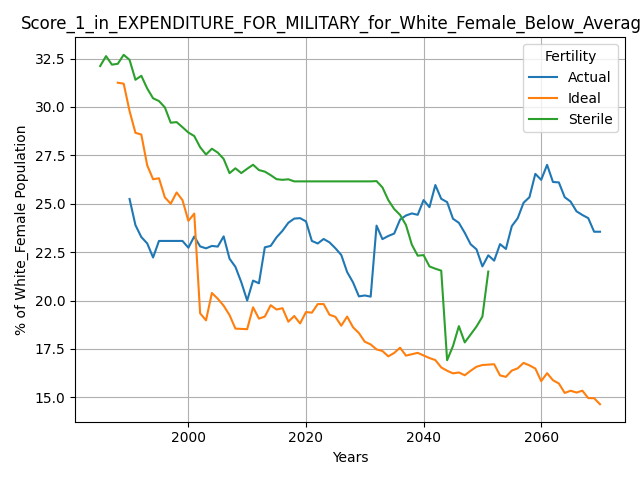 Score_1_in_EXPENDITURE_FOR_MILITARY_for_White_Female_Below_Averag
Fertility
Actual
Ideal
Sterile
% of White_Female Population
32.5
30.0
27.5
25.0
22.5
20.0
17.5
15.0
2000
2020
2040
2060
Years